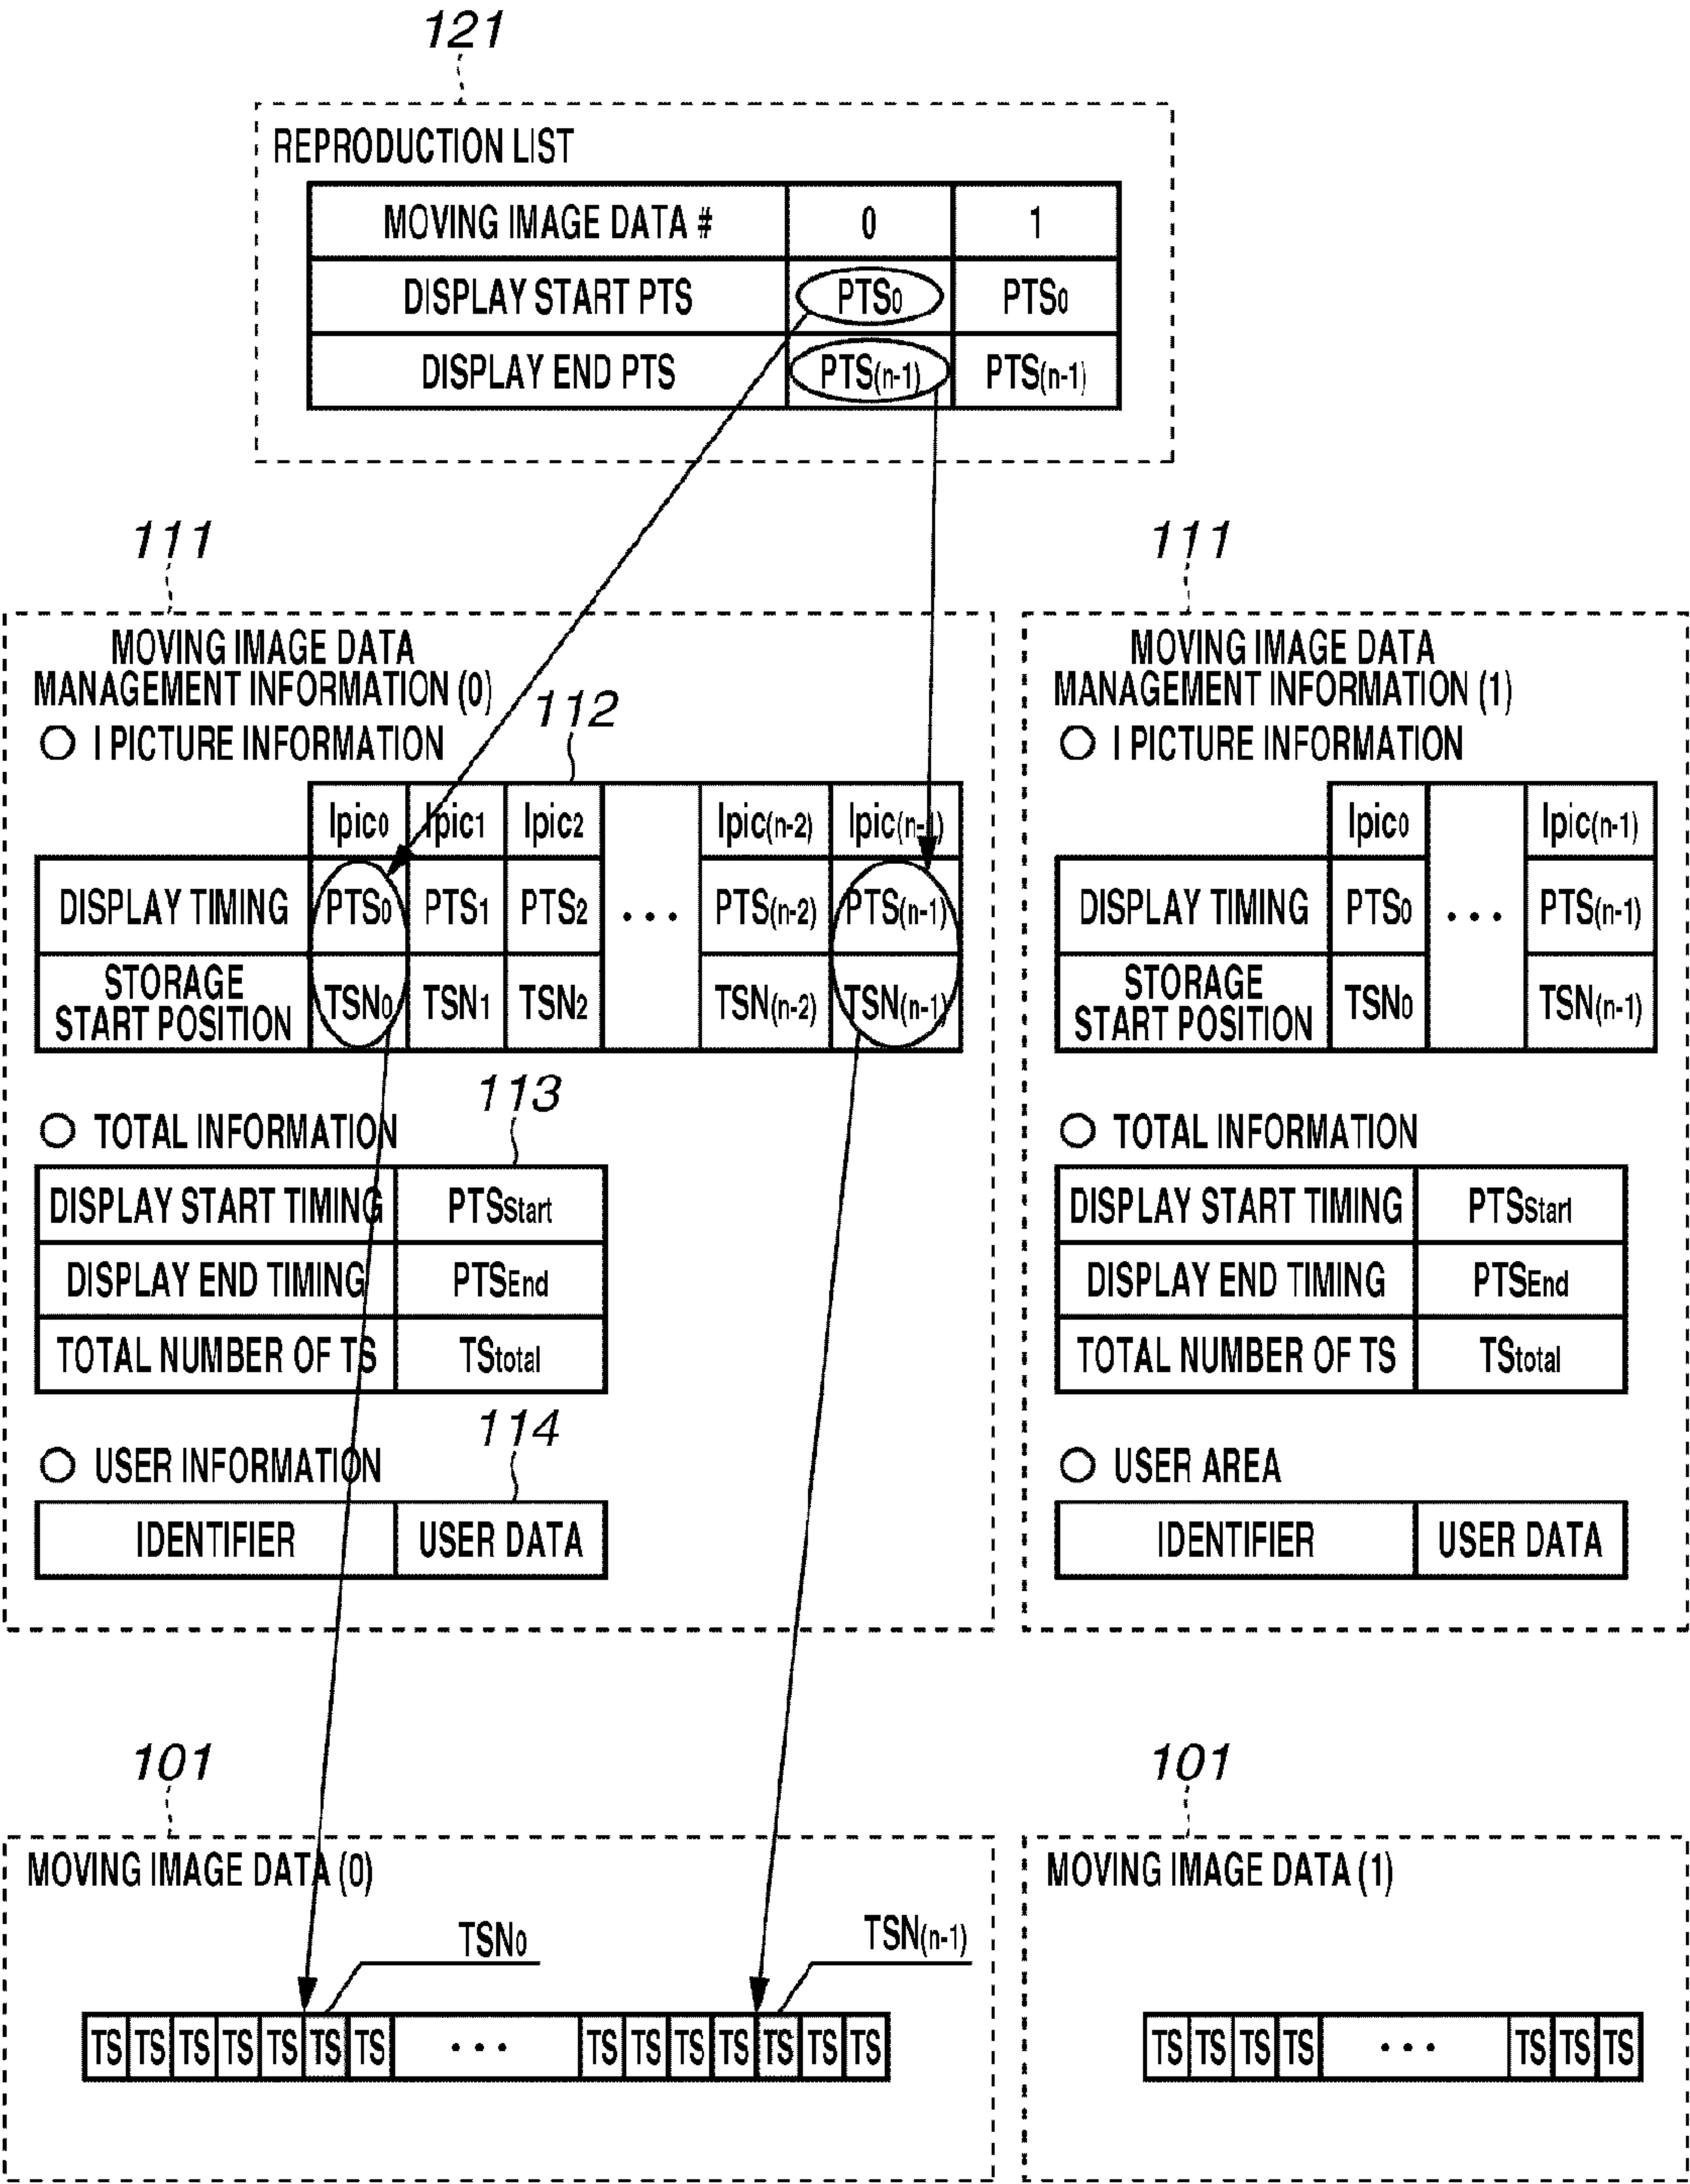 121
REPRODUCTION LIST
MOVING IMAGE DATA # 0 1
DISPLAY START PTS PTS0 PTS0
DISPLAY END PTS PTS(n-1) PTS(n-1)
111
MOVING IMAGE DATA
MANAGEMENT INFORMATION (0)
I PICTURE INFORMATION
112
Ipic0 Ipic1 Ipic2 Ipic(n-2) Ipic(n-1)
DISPLAY TIMING PTS0 PTS1 PTS2 ... PTS(n-2) PTS(n-1)
STORAGE
START POSITION TSN0 TSN1 TSN2 TSN(n-2) TSN(n-1)
TOTAL INFORMATION
113
DISPLAY START TIMING PTSStart
DISPLAY END TIMING PTSEnd
TOTAL NUMBER OF TS TStotal
USER INFORMATION
114
IDENTIFIER USER DATA
111
MOVING IMAGE DATA
MANAGEMENT INFORMATION (1)
I PICTURE INFORMATION
Ipic0 Ipic(n-1)
DISPLAY TIMING PTS0 ... PTS(n-1)
STORAGE
START POSITION TSN0 TSN(n-1)
TOTAL INFORMATION
DISPLAY START TIMING PTSStart
DISPLAY END TIMING PTSEnd
TOTAL NUMBER OF TS TStotal
USER AREA
IDENTIFIER USER DATA
101
MOVING IMAGE DATA (0)
TSN0 TSN(n-1)
TS TS TS TS TS TS TS ... TS TS TS TS TS TS TS
101
MOVING IMAGE DATA (1)
TS TS TS TS ... TS TS TS